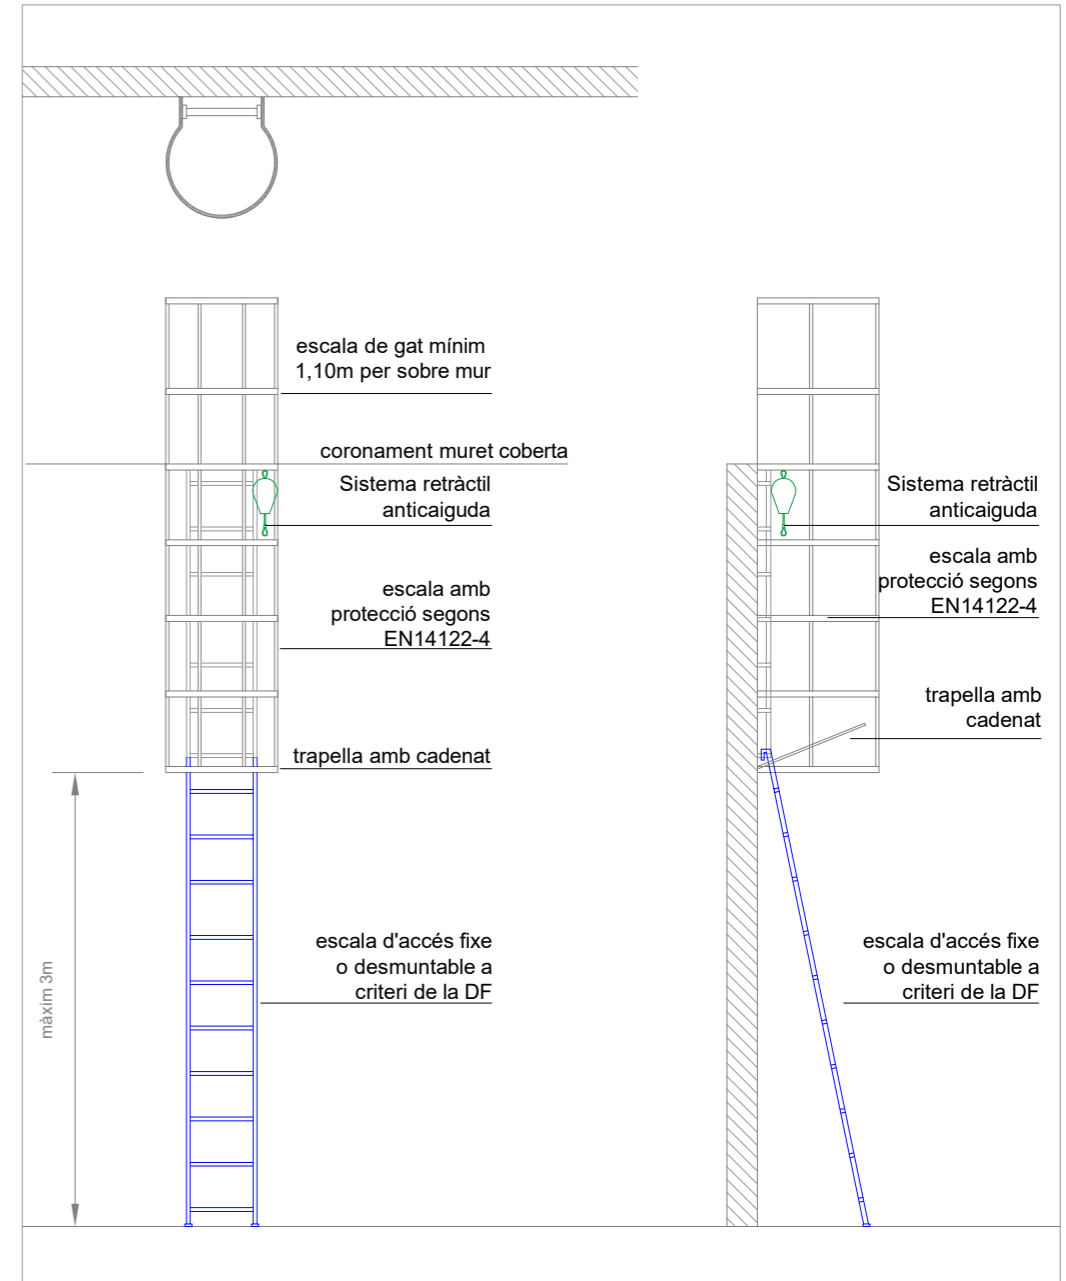 escala de gat mínim
1,10m per sobre mur
coronament muret coberta
Sistema retràctil
anticaiguda
escala amb
protecció segons
EN14122-4
trapella amb cadenat
escala d'accés fixe
o desmuntable a
criteri de la DF
màxim 3m
Sistema retràctil
anticaiguda
escala amb
protecció segons
EN14122-4
trapella amb
cadenat
escala d'accés fixe
o desmuntable a
criteri de la DF